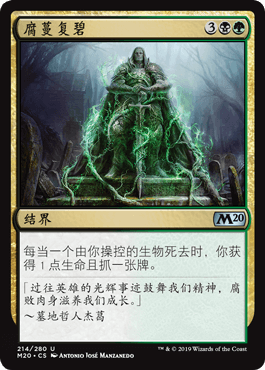 腐蔓复碧 3
结界 M20
每当一个由你操控的生物死去时，你获
得1点生命且抓一张牌。
「过往英雄的光辉事迹鼓舞我们精神，腐
败肉身滋养我们成长。」
～墓地哲人杰葛
214/280 U
M20 • CS ANTONIO JOSÉ MANZANEDO
™ & © 2019 Wizards of the Coast